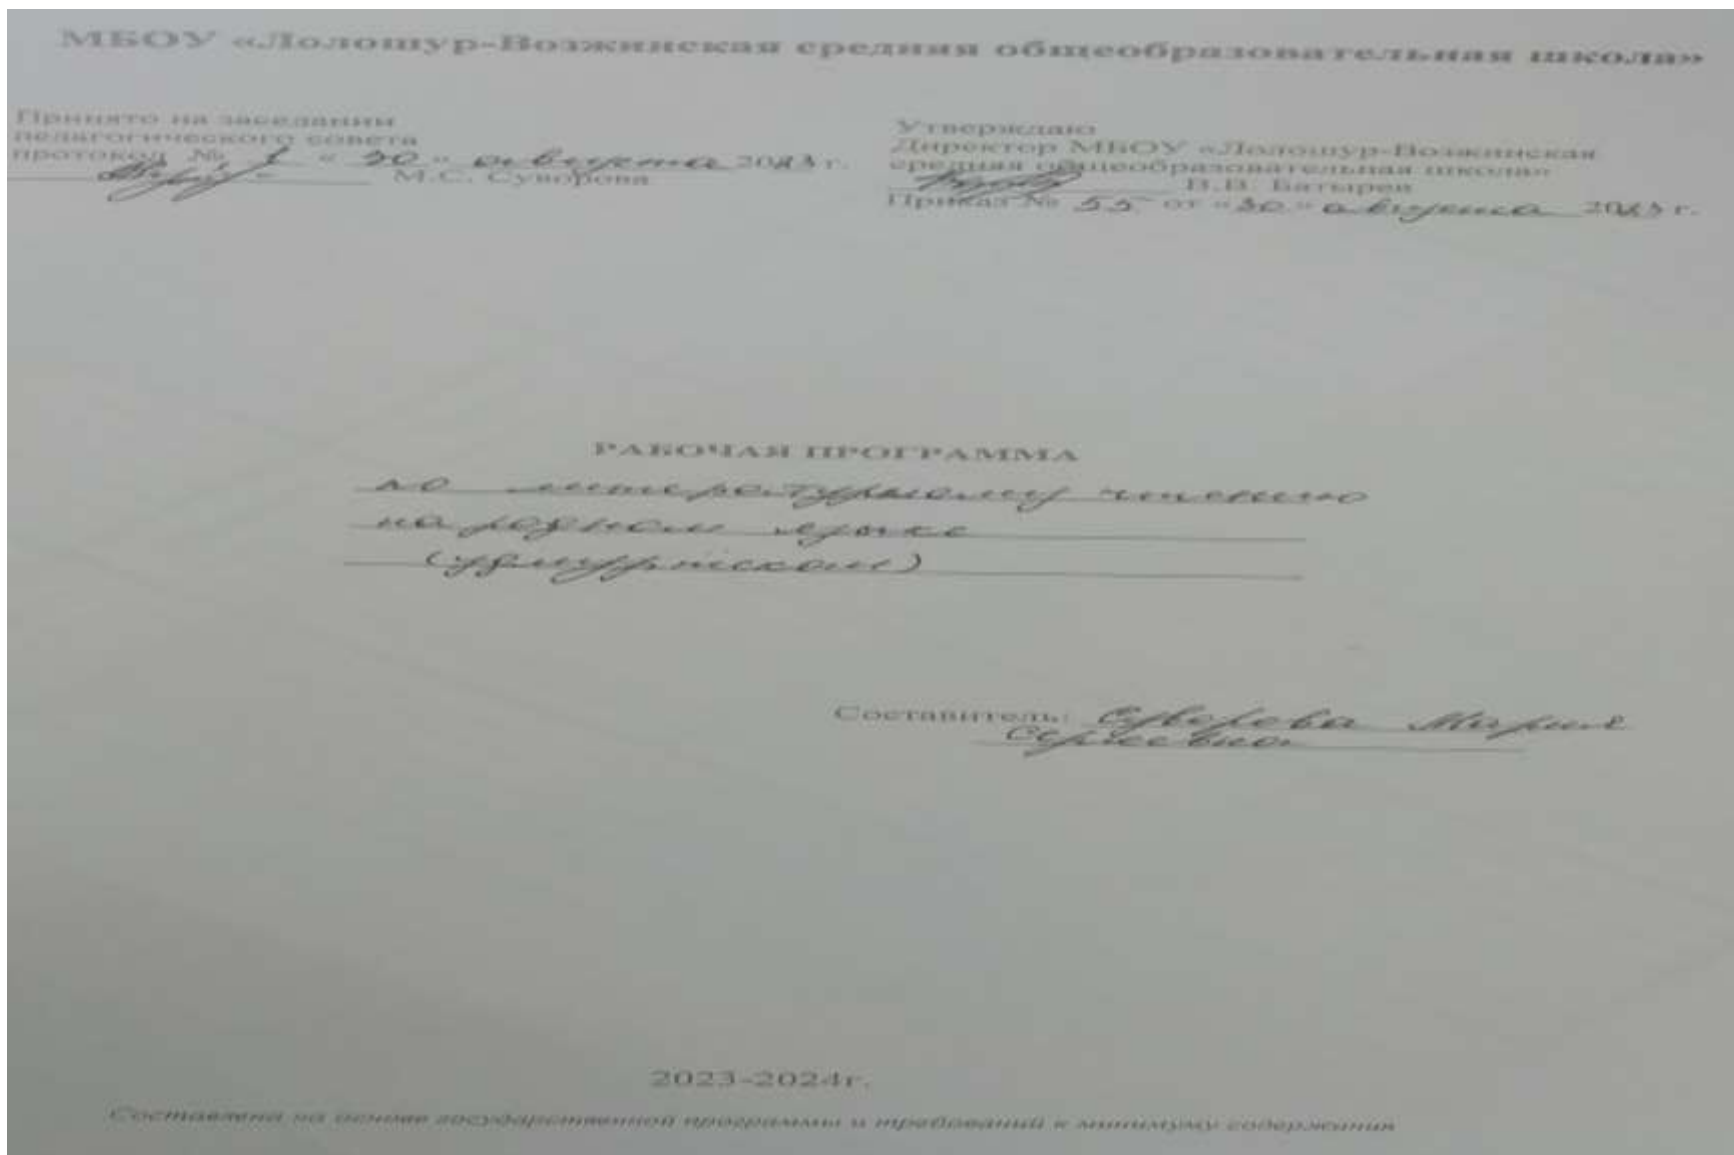 МБОУ «Лолошур-Возжинская средняя общеобразовательная школа»
Принято на заседании
педагогического совета
протокол № 1 « 30 » августа 2023 г.
М.С. Суворова
Утверждаю
Директор МБОУ «Лолошур-Возжинская
средняя общеобразовательная школа»
В.В. Батырев
Приказ № 55 от «30» августа 2023 г.
РАБОЧАЯ ПРОГРАММА
по литературному чтению
на родном языке
(удмуртском)
Составитель: Суворова Мария
Сергеевна
2023-2024г.
Составлена на основе государственной программы и требований к минимуму содержания